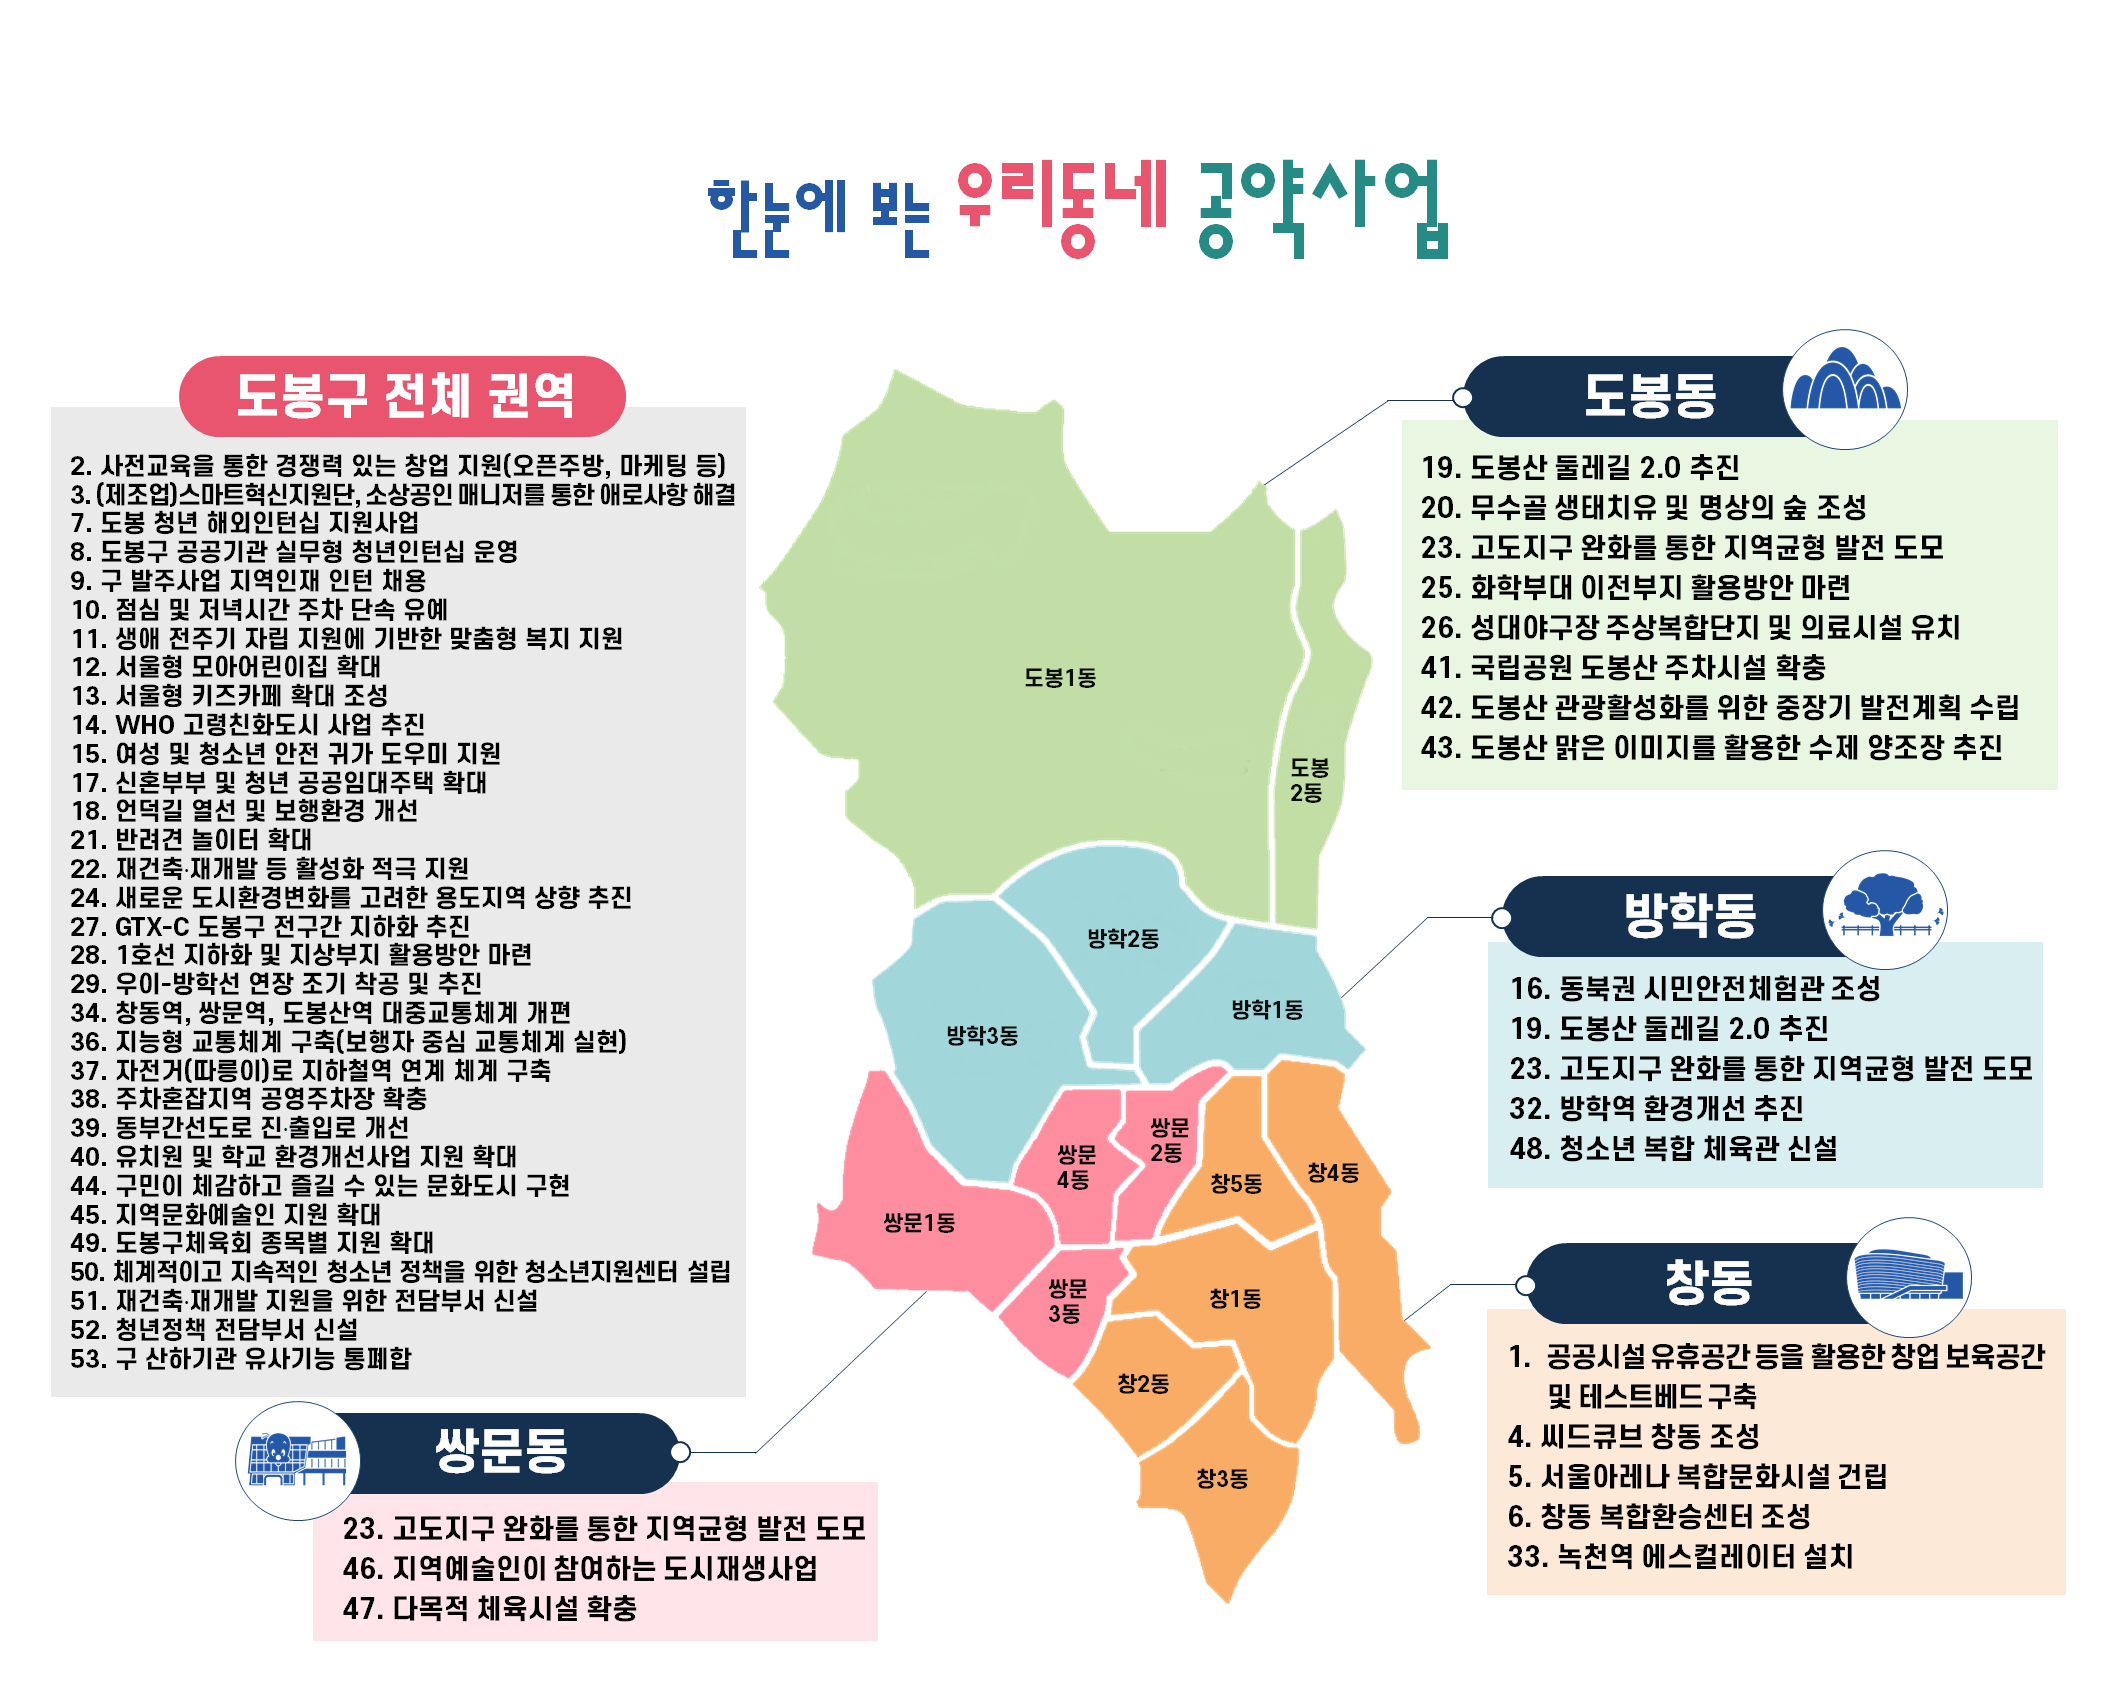 한눈에 보는 우리동네 공약사업
도봉구 전체 권역
2. 사전교육을 통한 경쟁력 있는 창업 지원(오픈주방, 마케팅 등)
3. (제조업)스마트혁신지원단, 소상공인 매니저를 통한 애로사항 해결
7. 도봉 청년 해외인턴십 지원사업
8. 도봉구 공공기관 실무형 청년인턴십 운영
9. 구 발주사업 지역인재 인턴 채용
10. 점심 및 저녁시간 주차 단속 유예
11. 생애 전주기 자립 지원에 기반한 맞춤형 복지 지원
12. 서울형 모아어린이집 확대
13. 서울형 키즈카페 확대 조성
14. WHO 고령친화도시 사업 추진
15. 여성 및 청소년 안전 귀가 도우미 지원
17. 신혼부부 및 청년 공공임대주택 확대
18. 언덕길 열선 및 보행환경 개선
21. 반려견 놀이터 확대
22. 재건축·재개발 등 활성화 적극 지원
24. 새로운 도시환경변화를 고려한 용도지역 상향 추진
27. GTX-C 도봉구 전구간 지하화 추진
28. 1호선 지하화 및 지상부지 활용방안 마련
29. 우이-방학선 연장 조기 착공 및 추진
34. 창동역, 쌍문역, 도봉산역 대중교통체계 개편
36. 지능형 교통체계 구축(보행자 중심 교통체계 실현)
37. 자전거(따릉이)로 지하철역 연계 체계 구축
38. 주차혼잡지역 공영주차장 확충
39. 동부간선도로 진·출입로 개선
40. 유치원 및 학교 환경개선사업 지원 확대
44. 구민이 체감하고 즐길 수 있는 문화도시 구현
45. 지역문화예술인 지원 확대
49. 도봉구체육회 종목별 지원 확대
50. 체계적이고 지속적인 청소년 정책을 위한 청소년지원센터 설립
51. 재건축·재개발 지원을 위한 전담부서 신설
52. 청년정책 전담부서 신설
53. 구 산하기관 유사기능 통폐합
도봉1동
도봉
2동
방학2동
방학1동
방학3동
쌍문
2동
쌍문
4동
창4동
창5동
쌍문1동
쌍문
3동
창1동
창2동
창3동
도봉동
19. 도봉산 둘레길 2.0 추진
20. 무수골 생태치유 및 명상의 숲 조성
23. 고도지구 완화를 통한 지역균형 발전 도모
25. 화학부대 이전부지 활용방안 마련
26. 성대야구장 주상복합단지 및 의료시설 유치
41. 국립공원 도봉산 주차시설 확충
42. 도봉산 관광활성화를 위한 중장기 발전계획 수립
43. 도봉산 맑은 이미지를 활용한 수제 양조장 추진
방학동
16. 동북권 시민안전체험관 조성
19. 도봉산 둘레길 2.0 추진
23. 고도지구 완화를 통한 지역균형 발전 도모
32. 방학역 환경개선 추진
48. 청소년 복합 체육관 신설
창동
1. 공공시설 유휴공간 등을 활용한 창업 보육공간
및 테스트베드 구축
4. 씨드큐브 창동 조성
5. 서울아레나 복합문화시설 건립
6. 창동 복합환승센터 조성
33. 녹천역 에스컬레이터 설치
쌍문동
23. 고도지구 완화를 통한 지역균형 발전 도모
46. 지역예술인이 참여하는 도시재생사업
47. 다목적 체육시설 확충